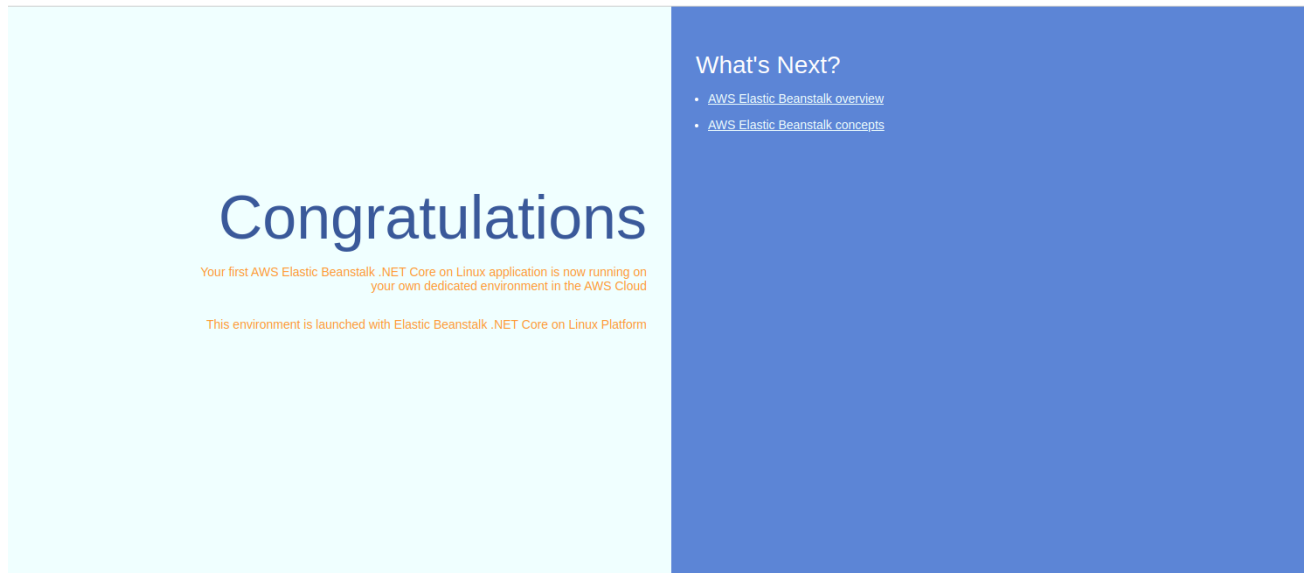 Congratulations
Your first AWS Elastic Beanstalk .NET Core on Linux application is now running on
your own dedicated environment in the AWS Cloud
This environment is launched with Elastic Beanstalk .NET Core on Linux Platform
What's Next?
AWS Elastic Beanstalk overview
AWS Elastic Beanstalk concepts